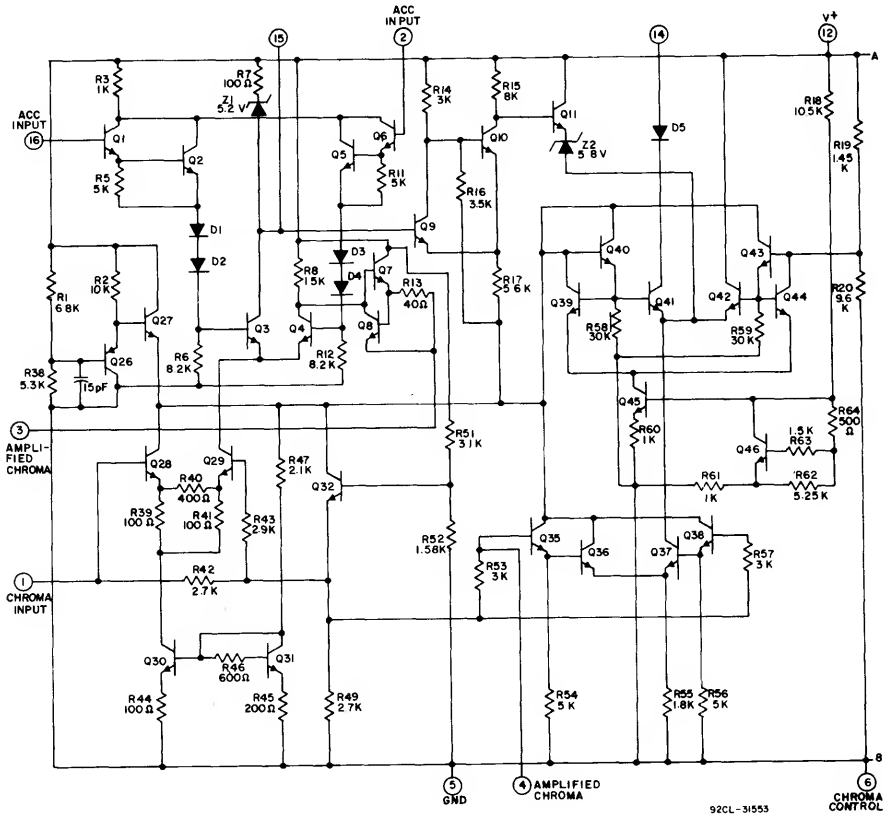 ACC
INPUT
2
V+
12
15
14
A
R3
1K
R7
100Ω
Z1
5.2 V
R14
3K
R15
8K
R18
10.5K
ACC
INPUT
16
Q1
Q2
Q5
Q6
Q10
Q11
D5
Z2
5 8 V
R19
1.45
K
R5
5K
R11
5K
R16
3.5K
D1
D2
Q9
D3
D4
Q7
R13
40Ω
Q40
Q43
R1
6.8K
R2
10K
Q27
R8
1.5K
R17
5.6K
Q39
Q41
Q42
Q44
R20
9.6
K
R38
5.3K
Q26
15pF
R6
8.2K
Q3
Q4
Q8
R12
8.2K
R58
30K
R59
30K
Q45
R64
500
Ω
3
AMPLI-
FIED
CHROMA
R51
3.1K
R60
1K
Q46
1.5K
R63
Q28
Q29
R47
2.1K
Q32
R40
400Ω
R61
1K
R62
5.25K
R39
100Ω
R41
100Ω
R43
2.9K
R52
1.58K
Q35
Q36
Q37
Q38
R57
3K
R53
3K
1
CHROMA
INPUT
R42
2.7K
Q30
Q31
R46
600Ω
R44
100Ω
R45
200Ω
R49
2.7K
R54
5K
R55
1.8K
R56
5K
B
5
GND
4
AMPLIFIED
CHROMA
6
CHROMA
CONTROL
92CL-31553